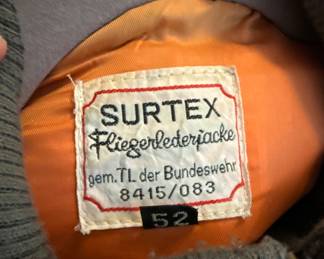 SURTEX
Fliegerlederjacke
gem. TL der Bundeswehr
8415/083
52